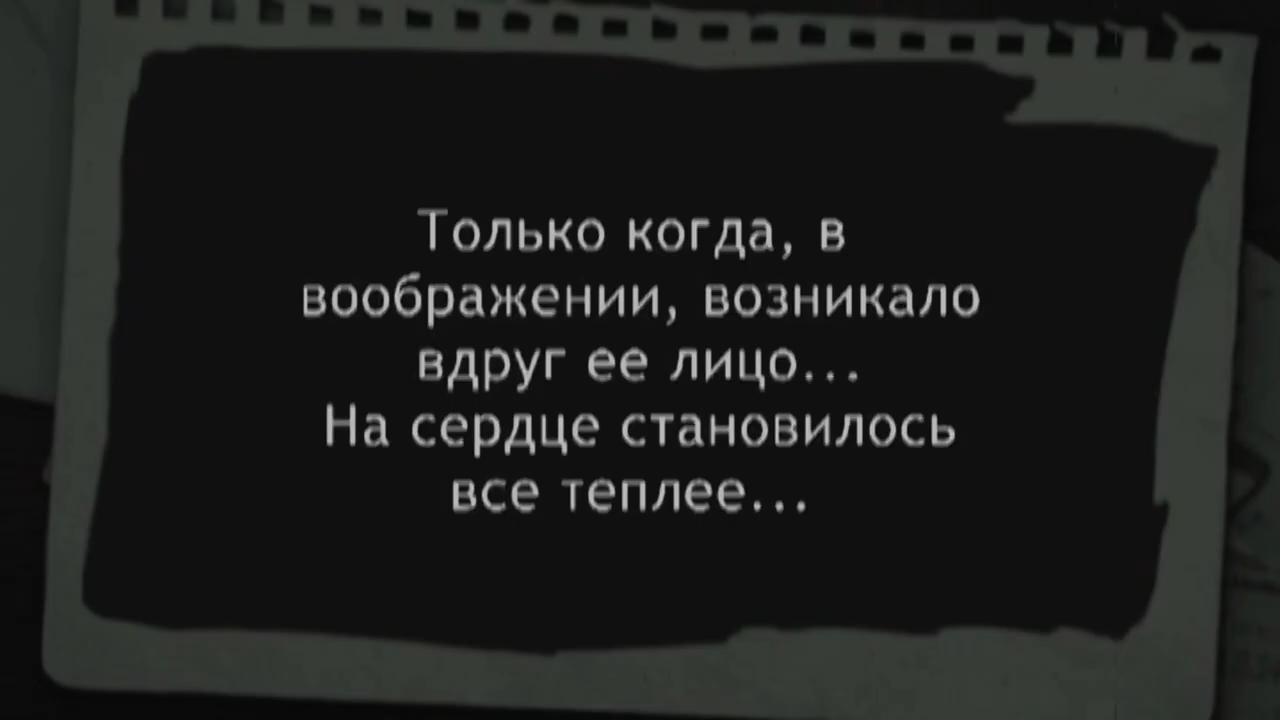 Только когда, в
воображении, возникало
вдруг ее лицо...
На сердце становилось
все теплее...